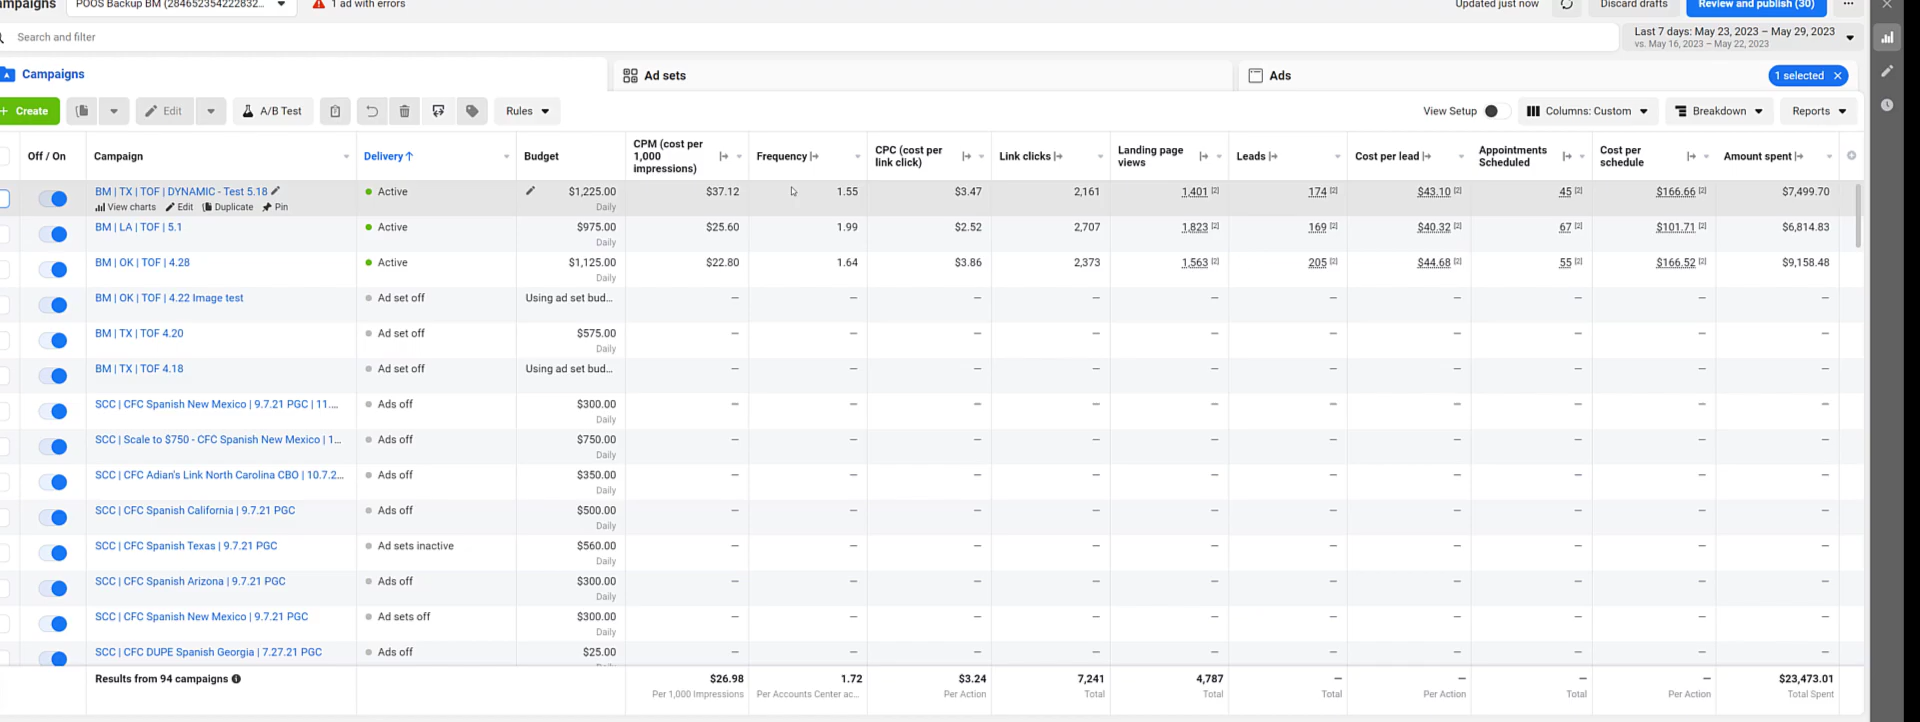 ampaigns POOS Backup BM (284652354222832... 1 ad with errors Updated just now Discard drafts Review and publish (30)
Search and filter Last 7 days: May 23, 2023 – May 29, 2023
vs. May 16, 2023 – May 22, 2023
Campaigns Ad sets Ads 1 selected
+ Create Edit A/B Test Rules View Setup Columns: Custom Breakdown Reports
Off / On Campaign Delivery ↑ Budget CPM (cost per 1,000 impressions) Frequency CPC (cost per link click) Link clicks Landing page views Leads Cost per lead Appointments Scheduled Cost per schedule Amount spent
BM | TX | TOF | DYNAMIC - Test 5.18 Active $1,225.00 $37.12 1.55 $3.47 2,161 1,401 [2] 174 [2] $43.10 [2] 45 [2] $166.66 [2] $7,499.70
View charts Edit Duplicate Pin Daily
BM | LA | TOF | 5.1 Active $975.00 $25.60 1.99 $2.52 2,707 1,823 [2] 169 [2] $40.32 [2] 67 [2] $101.71 [2] $6,814.83
Daily
BM | OK | TOF | 4.28 Active $1,125.00 $22.80 1.64 $3.86 2,373 1,563 [2] 205 [2] $44.68 [2] 55 [2] $166.52 [2] $9,158.48
Daily
BM | OK | TOF | 4.22 Image test Ad set off Using ad set bud... – – – – – – – – – –
BM | TX | TOF 4.20 Ad set off $575.00 – – – – – – – – – –
Daily
BM | TX | TOF 4.18 Ad set off Using ad set bud... – – – – – – – – – –
SCC | CFC Spanish New Mexico | 9.7.21 PGC | 11.... Ads off $300.00 – – – – – – – – – –
Daily
SCC | Scale to $750 - CFC Spanish New Mexico | 1... Ads off $750.00 – – – – – – – – – –
Daily
SCC | CFC Adian's Link North Carolina CBO | 10.7.2... Ads off $350.00 – – – – – – – – – –
Daily
SCC | CFC Spanish California | 9.7.21 PGC Ads off $500.00 – – – – – – – – – –
Daily
SCC | CFC Spanish Texas | 9.7.21 PGC Ad sets inactive $560.00 – – – – – – – – – –
Daily
SCC | CFC Spanish Arizona | 9.7.21 PGC Ads off $300.00 – – – – – – – – – –
Daily
SCC | CFC Spanish New Mexico | 9.7.21 PGC Ad sets off $300.00 – – – – – – – – – –
Daily
SCC | CFC DUPE Spanish Georgia | 7.27.21 PGC Ads off $25.00 – – – – – – – – – –
Results from 94 campaigns $26.98 1.72 $3.24 7,241 4,787 – – – – $23,473.01
Per 1,000 Impressions Per Accounts Center ac... Per Action Total Total Total Per Action Total Per Action Total Spent